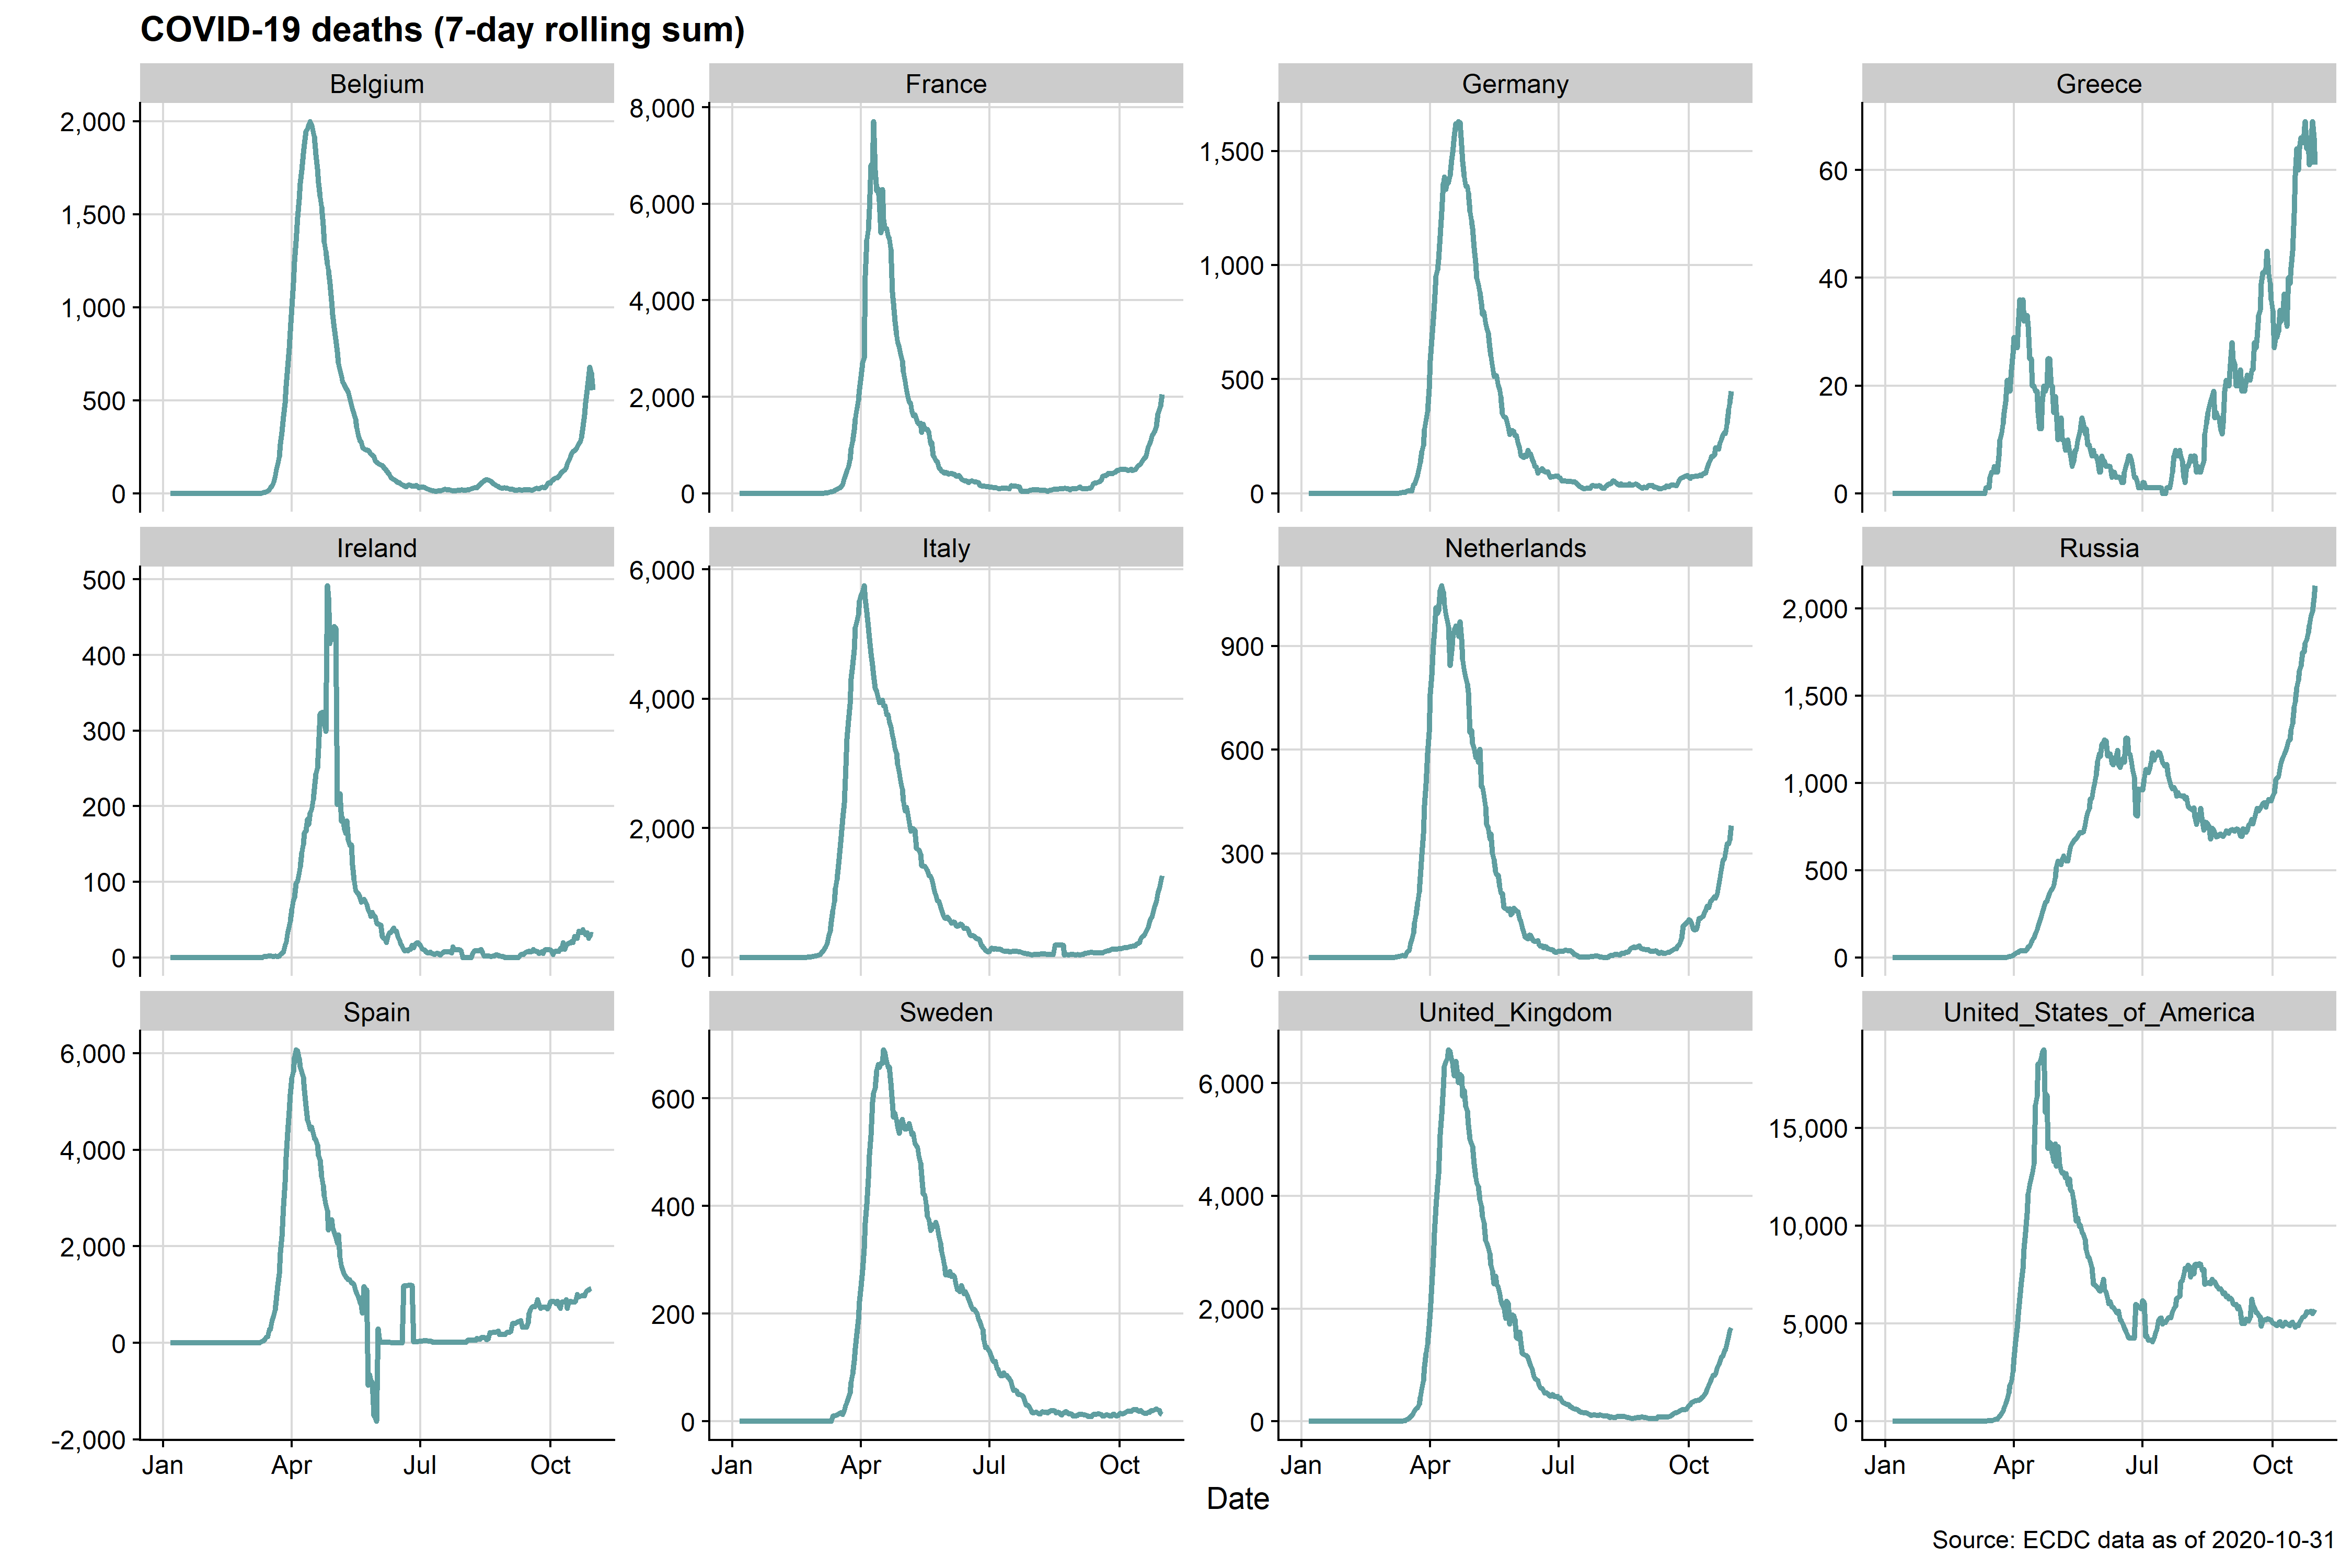 COVID-19 deaths (7-day rolling sum)
Belgium
France
Germany
Greece
2,000
1,500
1,000
500
0
8,000
6,000
4,000
2,000
0
1,500
1,000
500
0
60
40
20
0
Ireland
Italy
Netherlands
Russia
500
400
300
200
100
0
6,000
4,000
2,000
0
900
600
300
0
2,000
1,500
1,000
500
0
Spain
Sweden
United_Kingdom
United_States_of_America
6,000
4,000
2,000
0
-2,000
600
400
200
0
6,000
4,000
2,000
0
15,000
10,000
5,000
0
Jan Apr Jul Oct
Jan Apr Jul Oct
Jan Apr Jul Oct
Jan Apr Jul Oct
Date
Source: ECDC data as of 2020-10-31